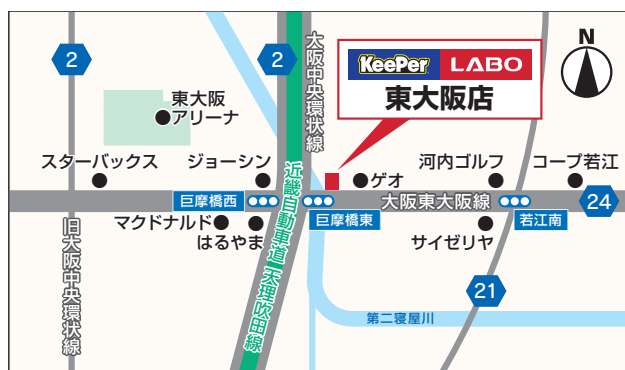 2
2
大阪中央環状線
KeePer LABO
東大阪店
N
東大阪
アリーナ
スターバックス
ジョーシン
ゲオ
河内ゴルフ
コープ若江
巨摩橋西
大阪東大阪線
24
マクドナルド
はるやま
巨摩橋東
サイゼリヤ
若江南
旧大阪中央環状線
近畿自動車道天理吹田線
21
第二寝屋川